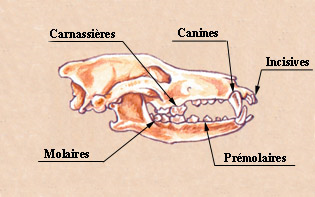 Carnassières
Canines
Incisives
Molaires
Prémolaires